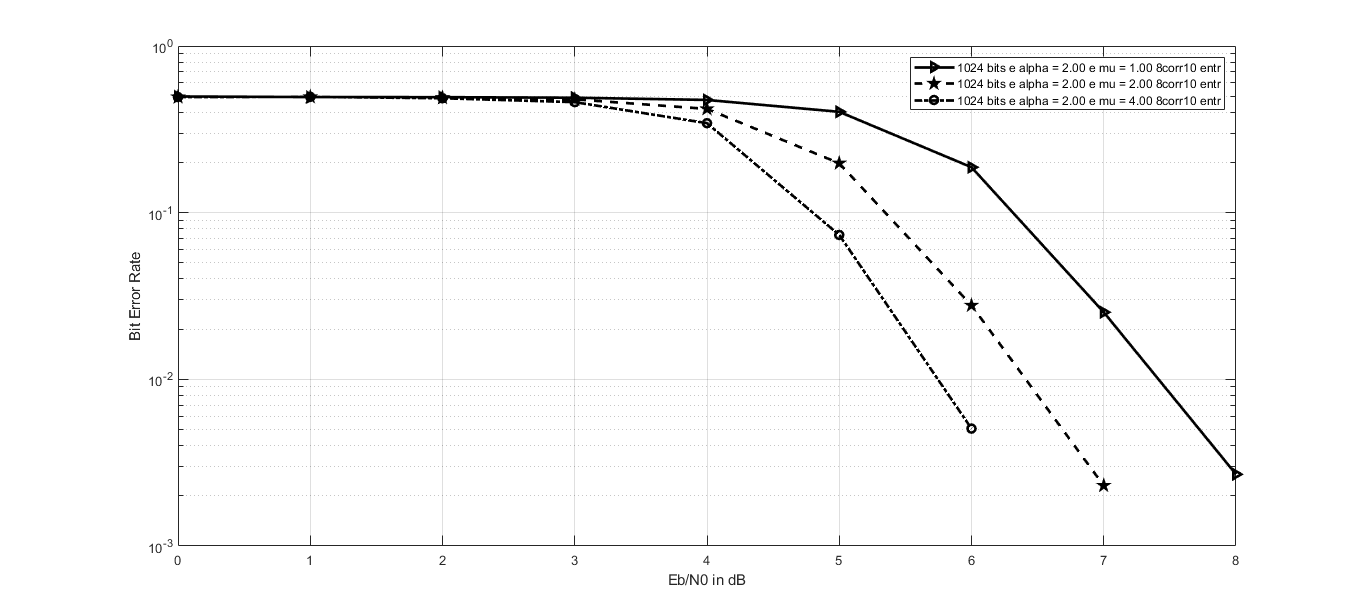 10^0
1024 bits e alpha = 2.00 e mu = 1.00 8corr10 entr
1024 bits e alpha = 2.00 e mu = 2.00 8corr10 entr
1024 bits e alpha = 2.00 e mu = 4.00 8corr10 entr
10^-1
Bit Error Rate
10^-2
10^-3
0 1 2 3 4 5 6 7 8
Eb/N0 in dB